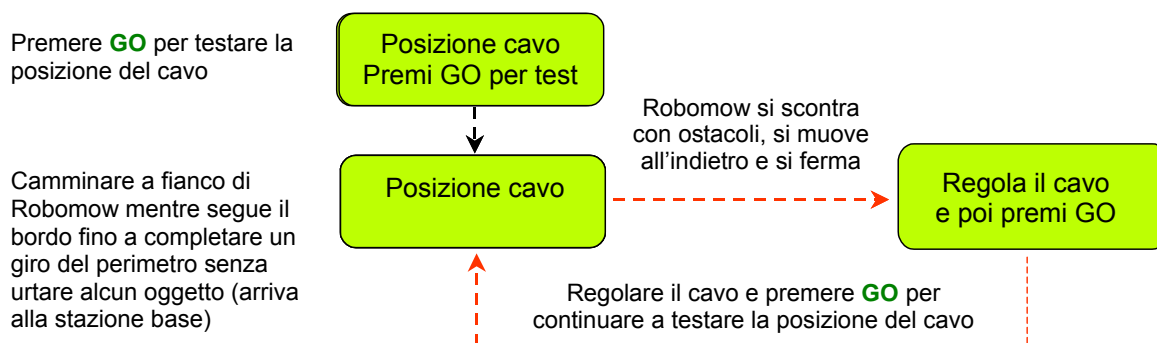 Premere GO per testare la
posizione del cavo
Posizione cavo
Premi GO per test
Robomow si scontra
con ostacoli, si muove
all'indietro e si ferma
Camminare a fianco di
Robomow mentre segue il
bordo fino a completare un
giro del perimetro senza
urtare alcun oggetto (arriva
alla stazione base)
Posizione cavo
Regola il cavo
e poi premi GO
Regolare il cavo e premere GO per
continuare a testare la posizione del cavo